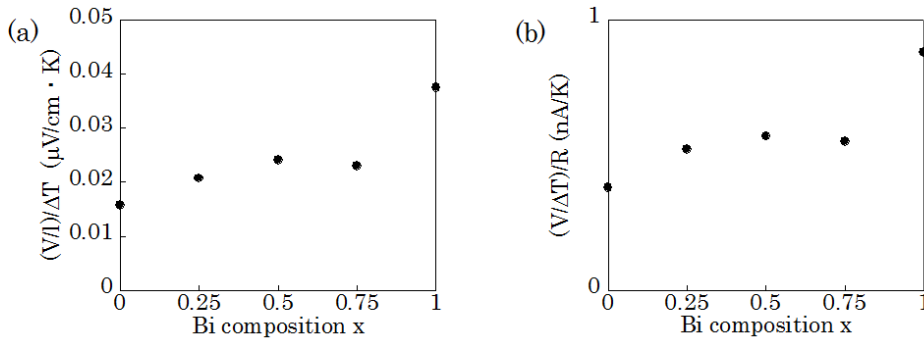 (a)
(V/l)/ΔT (μV/cm・K)
0.05
0.04
0.03
0.02
0.01
0
0 0.25 0.5 0.75 1
Bi composition x
(b)
(V/ΔT)/R (nA/K)
1
0
0 0.25 0.5 0.75 1
Bi composition x